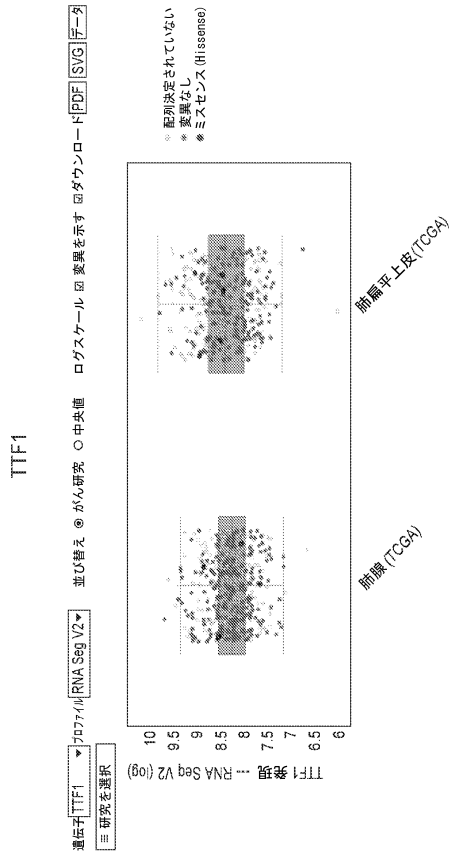 TTF1
遺伝子 TTF1 ▼ プロファイル RNA Seg V2 ▼ 並び替え ◉ がん研究 ○ 中央値 ログスケール ☑ 変異を示す ☑ ダウンロード PDF SVG データ
≡ 研究を選択
配列決定されていない
変異なし
ミスセンス(Hissense)
TTF1 発現 --- RNA Seq V2 (log)
10
9.5
9
8.5
8
7.5
7
6.5
6
肺腺 (TCGA)
肺扁平上皮 (TCGA)